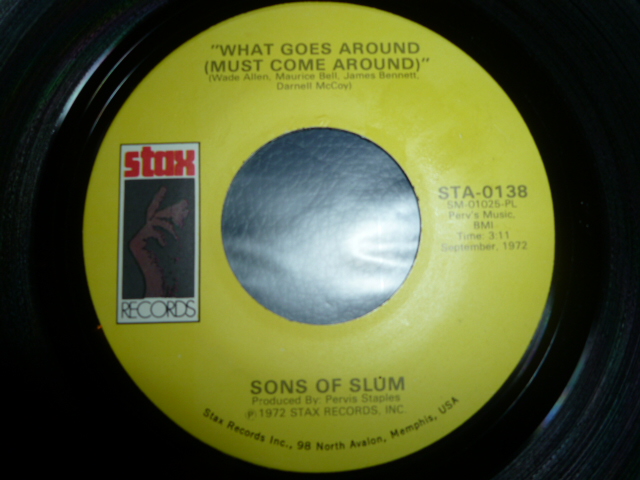 "WHAT GOES AROUND
(MUST COME AROUND)"
(Wade Allen, Maurice Bell, James Bennett,
Darnell McCoy)
stax
RECORDS
STA-0138
SM-01025-PL
Perv's Music,
BMI
Time: 3:11
September, 1972
SONS OF SLUM
Produced By: Pervis Staples
℗1972 STAX RECORDS, INC.
Stax Records Inc., 98 North Avalon, Memphis, USA